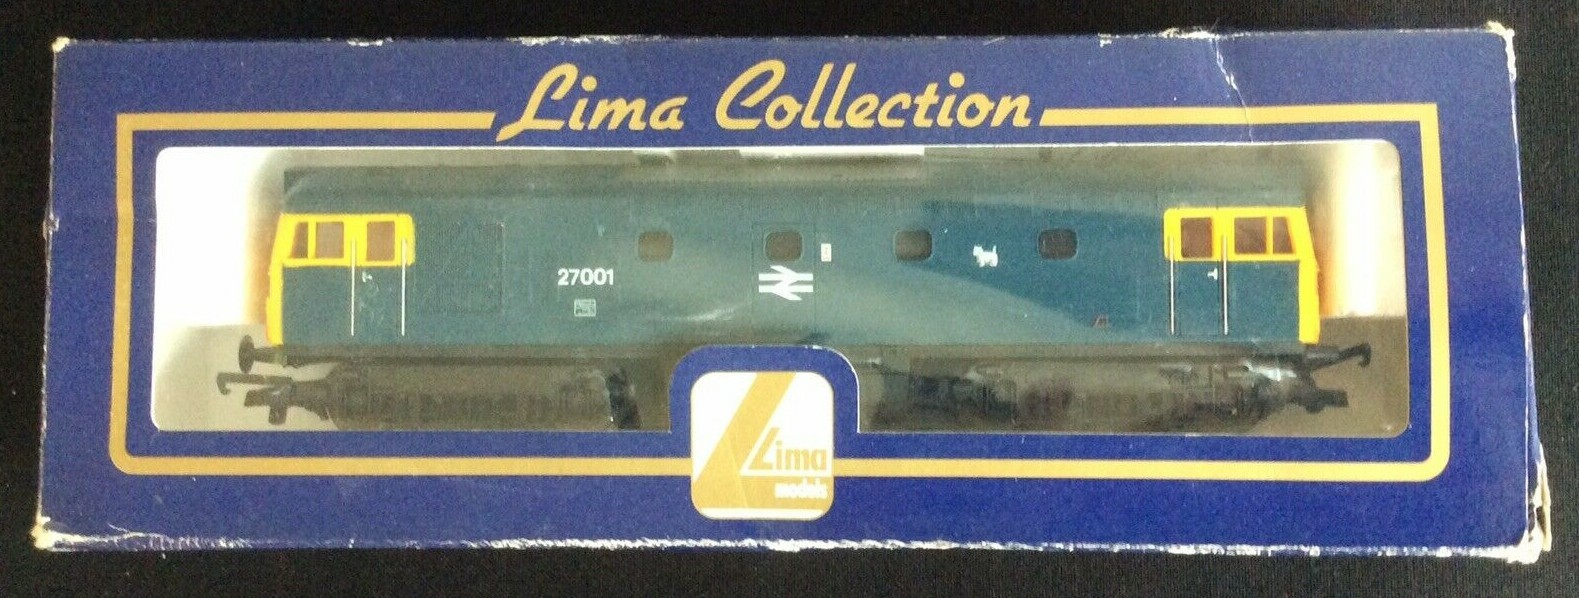 Lima Collection
27001
Lima
models